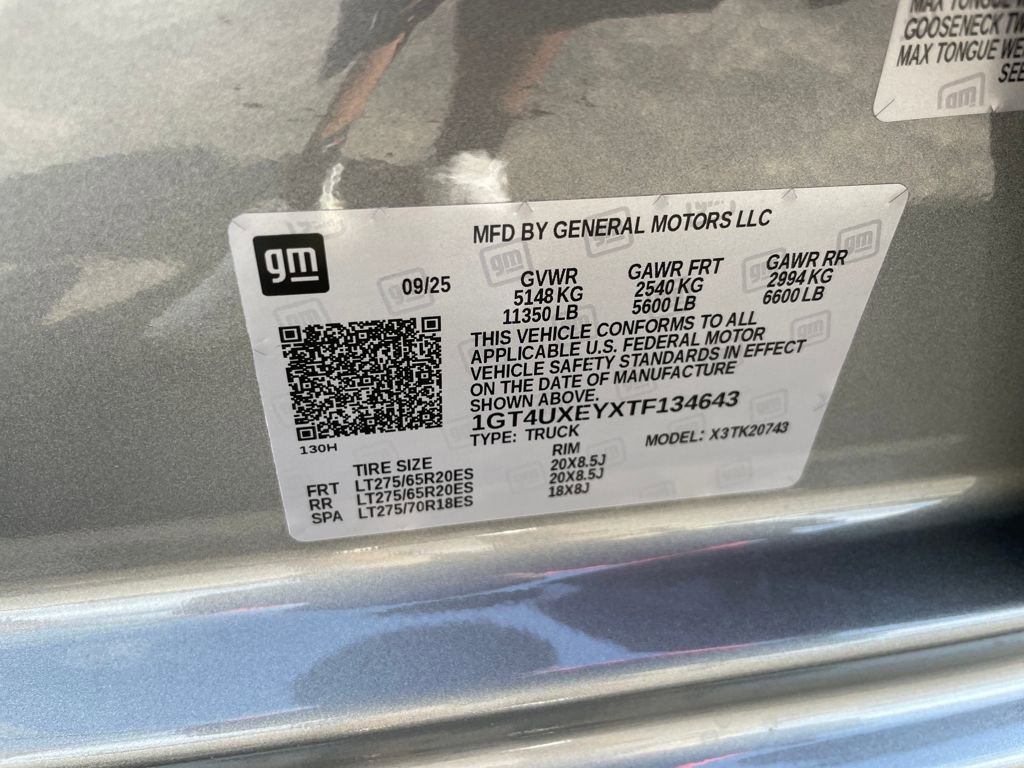 MAX TONGUE
GOOSENECK TW
MAX TONGUE WE
SEE
gm
gm
MFD BY GENERAL MOTORS LLC
09/25
GVWR
5148 KG
11350 LB
GAWR FRT
2540 KG
5600 LB
GAWR RR
2994 KG
6600 LB
THIS VEHICLE CONFORMS TO ALL
APPLICABLE U.S. FEDERAL MOTOR
VEHICLE SAFETY STANDARDS IN EFFECT
ON THE DATE OF MANUFACTURE
SHOWN ABOVE.
1GT4UXEYXTF134643
TYPE: TRUCK
MODEL: X3TK20743
130H
TIRE SIZE
RIM
FRT LT275/65R20ES 20X8.5J
RR LT275/65R20ES 20X8.5J
SPA LT275/70R18ES 18X8J